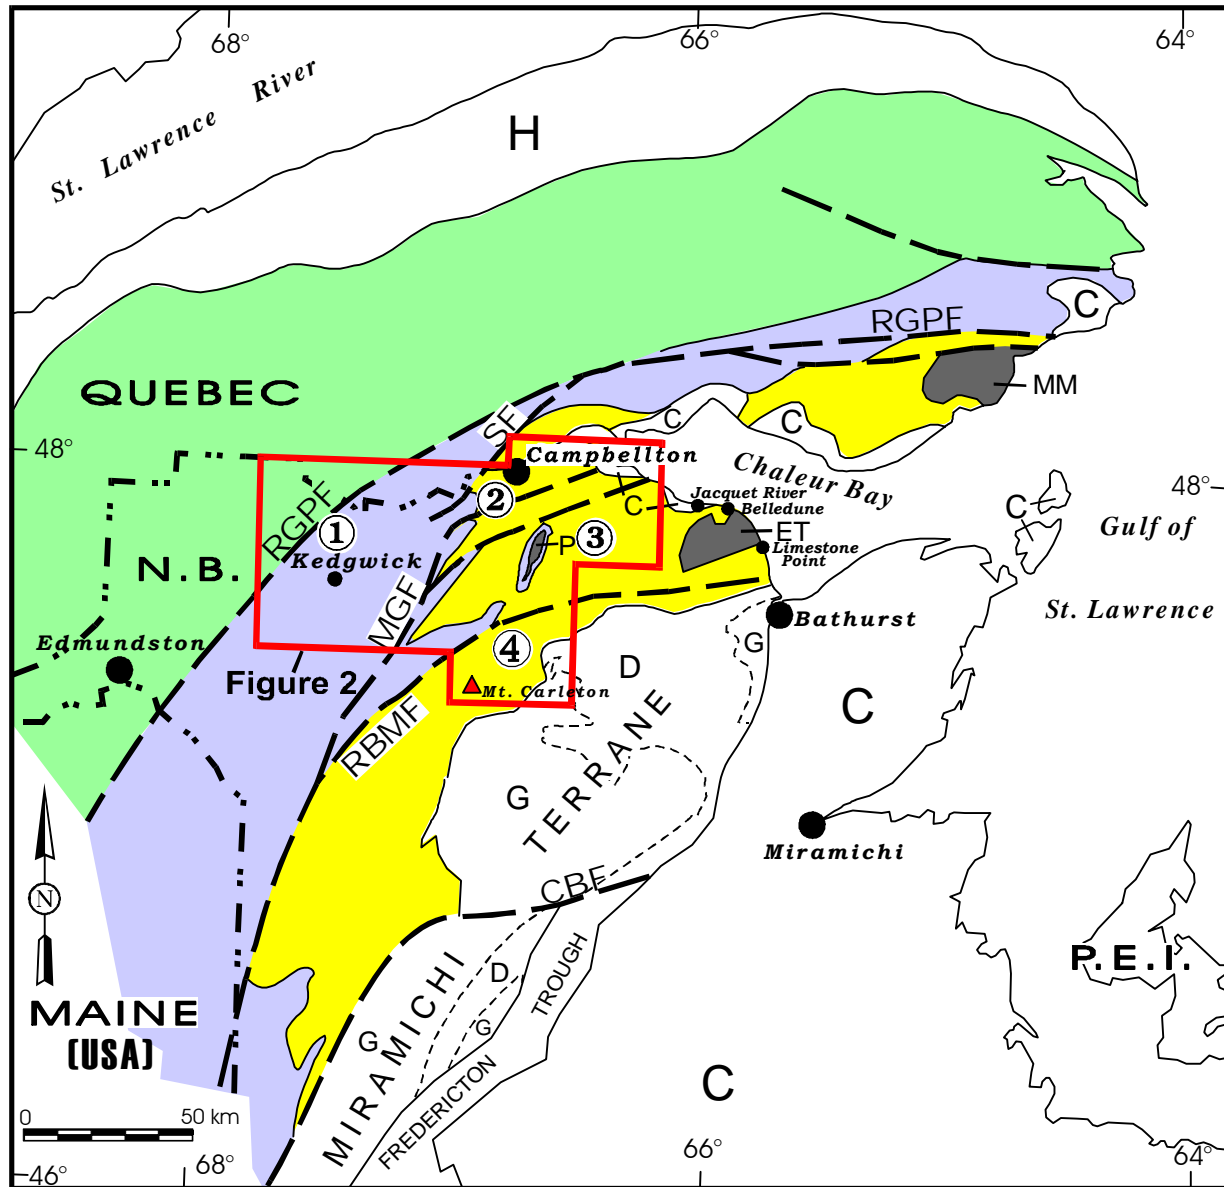 68°
66°
64°
St. Lawrence River
H
C
RGPF
MM
QUEBEC
SF
C
C
48°
Campbellton
Chaleur Bay
48°
2
C
Jacquet River
Belledune
C
Gulf of
RGPF
1
P
3
ET
Limestone
Point
Kedgwick
N.B.
MGF
St. Lawrence
Bathurst
Edmundston
4
D
G
Figure 2
Mt. Carleton
C
RBMF
G
TERRANE
Miramichi
CBF
N
D
TROUGH
P.E.I.
MAINE
(USA)
G
G
MIRAMICHI
C
FREDERICTON
0
50 km
46°
68°
66°
64°